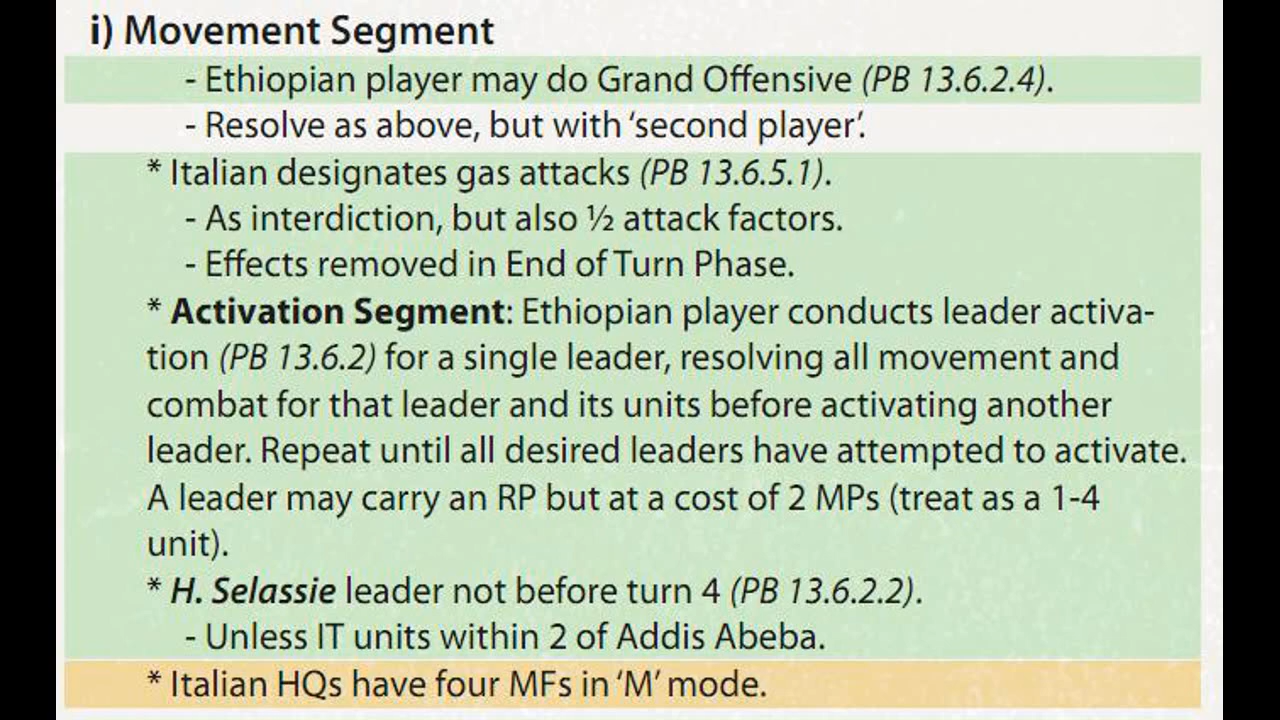 i) Movement Segment
- Ethiopian player may do Grand Offensive (PB 13.6.2.4).
- Resolve as above, but with ‘second player’.
* Italian designates gas attacks (PB 13.6.5.1).
- As interdiction, but also ½ attack factors.
- Effects removed in End of Turn Phase.
* Activation Segment: Ethiopian player conducts leader activa-
tion (PB 13.6.2) for a single leader, resolving all movement and
combat for that leader and its units before activating another
leader. Repeat until all desired leaders have attempted to activate.
A leader may carry an RP but at a cost of 2 MPs (treat as a 1-4
unit).
* H. Selassie leader not before turn 4 (PB 13.6.2.2).
- Unless IT units within 2 of Addis Abeba.
* Italian HQs have four MFs in ‘M’ mode.